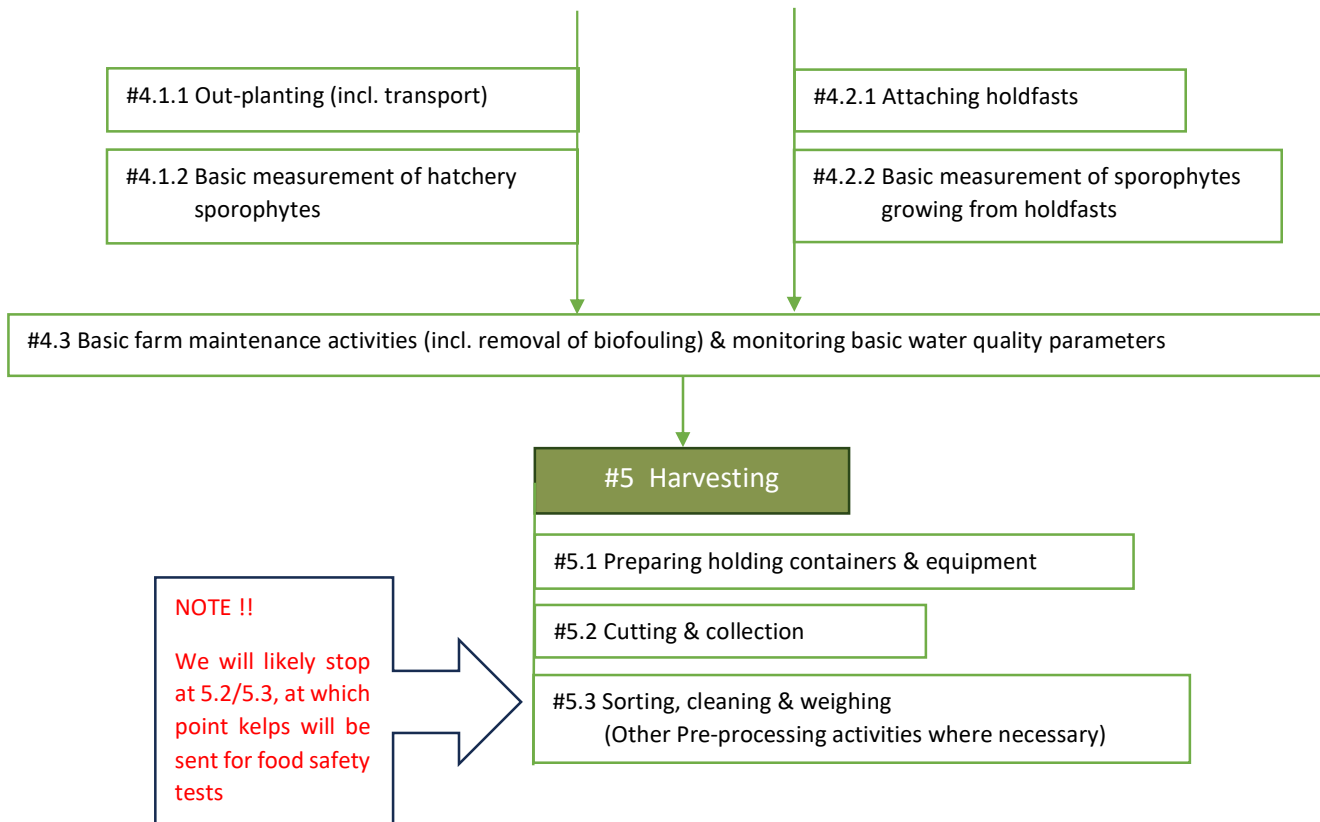 #4.1.1 Out-planting (incl. transport)
#4.2.1 Attaching holdfasts
#4.1.2 Basic measurement of hatchery
sporophytes
#4.2.2 Basic measurement of sporophytes
growing from holdfasts
#4.3 Basic farm maintenance activities (incl. removal of biofouling) & monitoring basic water quality parameters
#5 Harvesting
#5.1 Preparing holding containers & equipment
#5.2 Cutting & collection
#5.3 Sorting, cleaning & weighing
(Other Pre-processing activities where necessary)
NOTE !!
We will likely stop
at 5.2/5.3, at which
point kelps will be
sent for food safety
tests